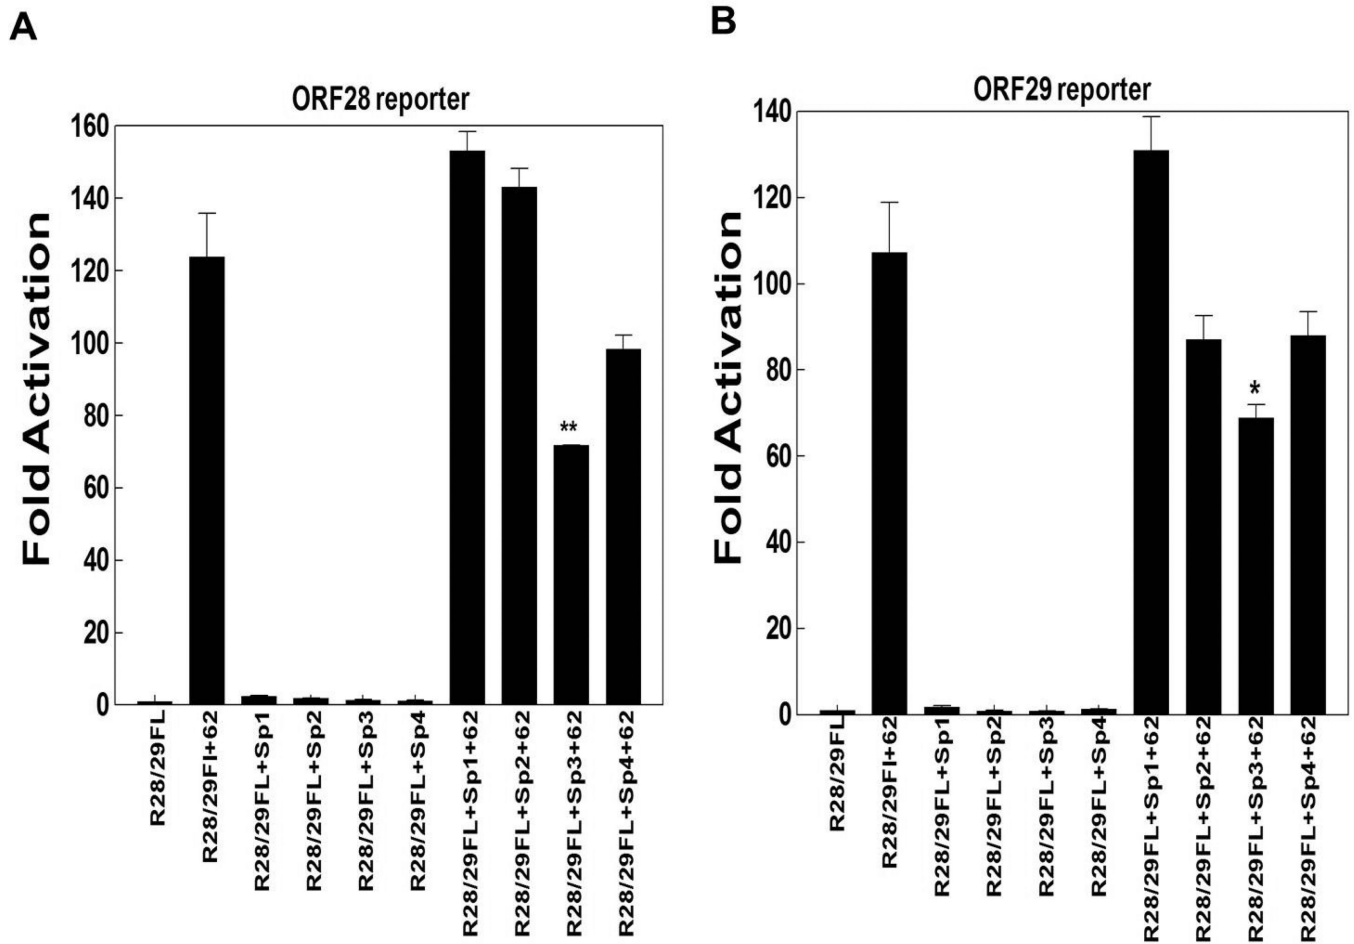 A
ORF28 reporter
Fold Activation
160
140
120
100
80
60
40
20
0
**
R28/29FL
R28/29Fl+62
R28/29FL+Sp1
R28/29FL+Sp2
R28/29FL+Sp3
R28/29FL+Sp4
R28/29FL+Sp1+62
R28/29FL+Sp2+62
R28/29FL+Sp3+62
R28/29FL+Sp4+62
B
ORF29 reporter
Fold Activation
140
120
100
80
60
40
20
0
*
R28/29FL
R28/29Fl+62
R28/29FL+Sp1
R28/29FL+Sp2
R28/29FL+Sp3
R28/29FL+Sp4
R28/29FL+Sp1+62
R28/29FL+Sp2+62
R28/29FL+Sp3+62
R28/29FL+Sp4+62